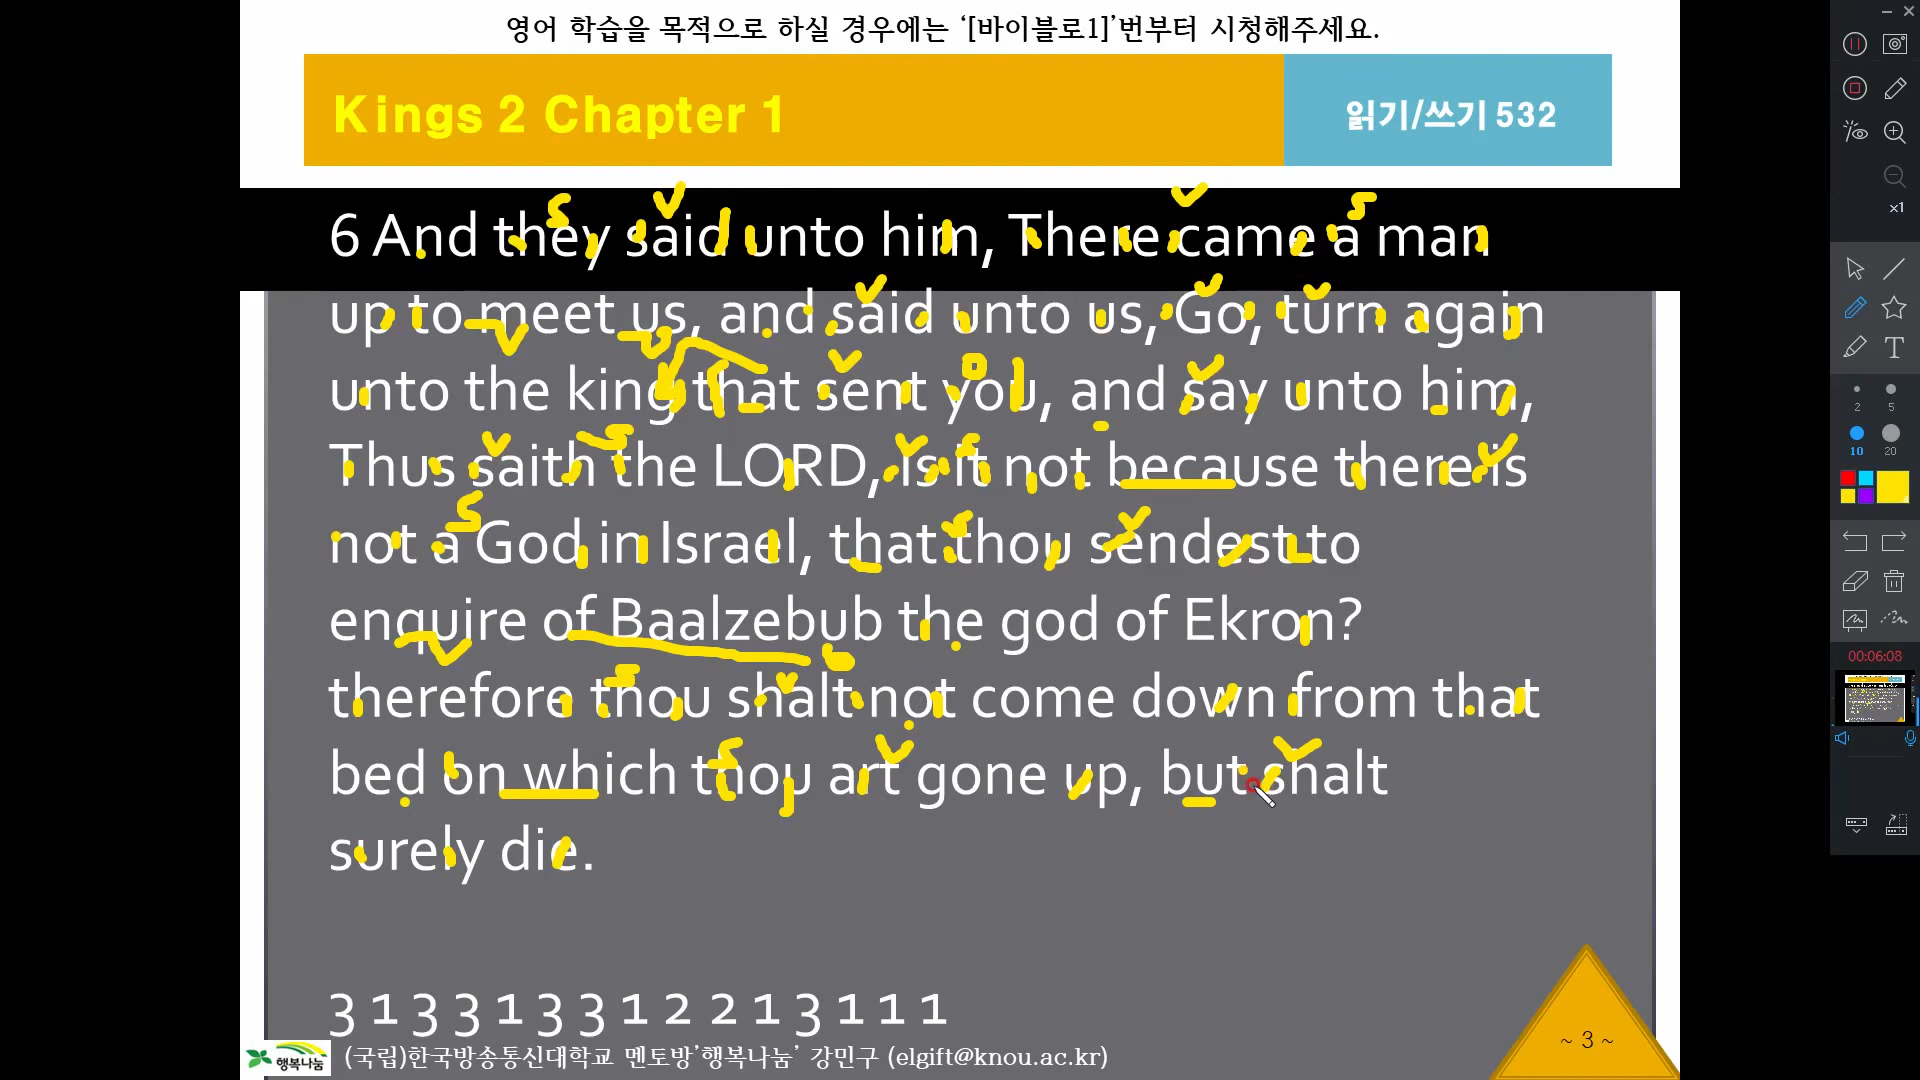 영어 학습을 목적으로 하실 경우에는 ‘[바이블로1]’번부터 시청해주세요.
Kings 2 Chapter 1
읽기/쓰기 532
6 And they said unto him, There came a man
up to meet us, and said unto us, Go, turn again
unto the king that sent you, and say unto him,
Thus saith the LORD, Is it not because there is
not a God in Israel, that thou sendest to
enquire of Baalzebub the god of Ekron?
therefore thou shalt not come down from that
bed on which thou art gone up, but shalt
surely die.
3 1 3 3 1 3 3 1 2 2 1 3 1 1 1
행복나눔
(국립)한국방송통신대학교 멘토방’행복나눔’ 강민구 (elgift@knou.ac.kr)
~ 3 ~
x1
T
2 5
10 20
00:06:08